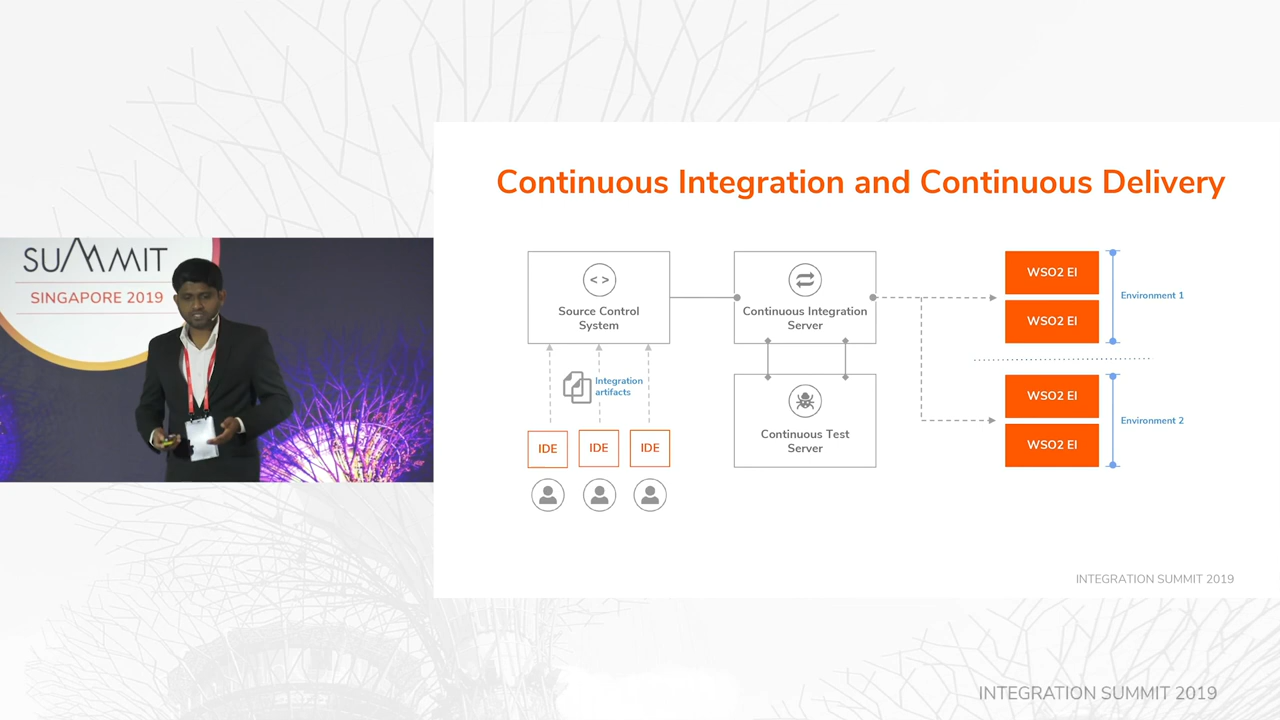 SUMMIT
SINGAPORE 2019
Continuous Integration and Continuous Delivery
< >
Source Control
System
Continuous Integration
Server
Integration
artifacts
Continuous Test
Server
IDE
IDE
IDE
WSO2 EI
WSO2 EI
Environment 1
WSO2 EI
WSO2 EI
Environment 2
INTEGRATION SUMMIT 2019
INTEGRATION SUMMIT 2019